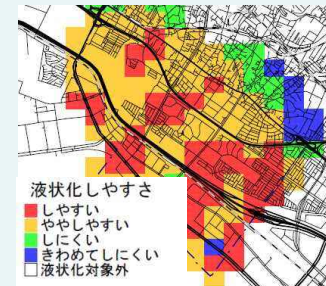 液状化しやすさ
しやすい
ややしやすい
しにくい
きわめてしにくい
液状化対象外